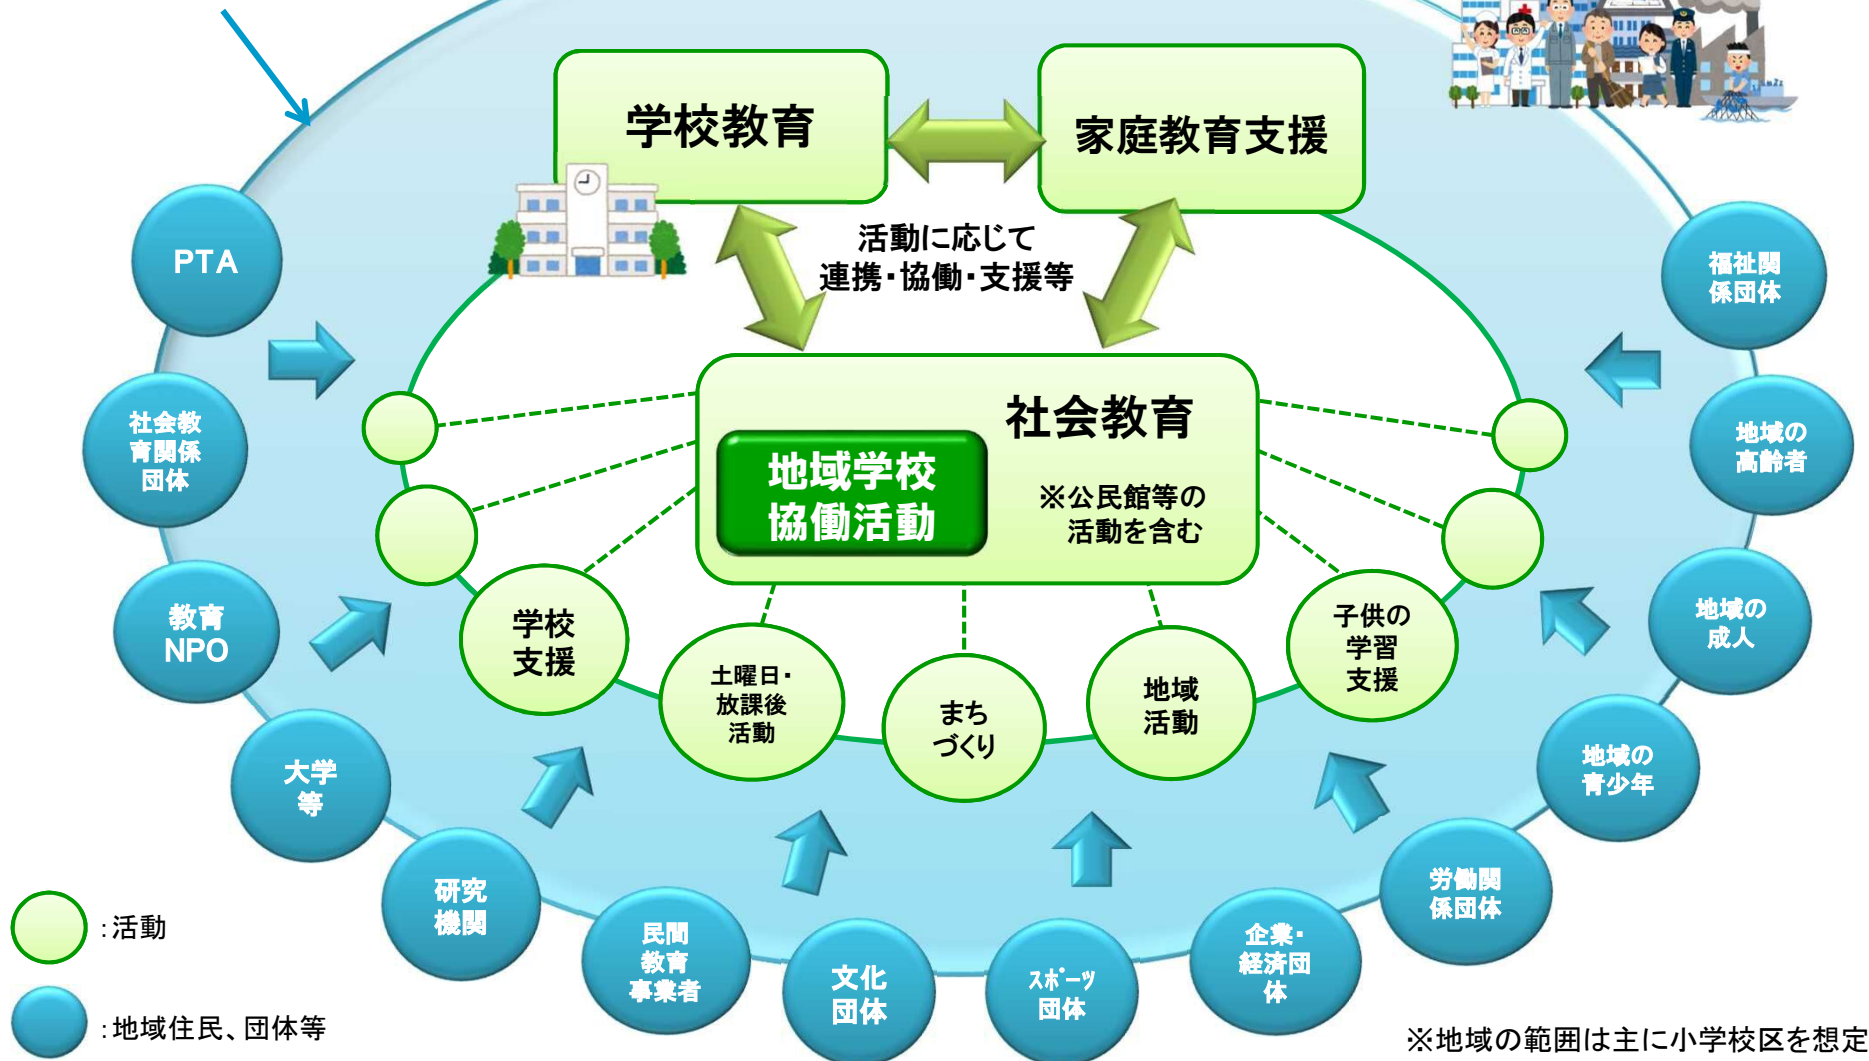 学校教育
家庭教育支援
活動に応じて
連携・協働・支援等
社会教育
地域学校
協働活動
※公民館等の
活動を含む
学校
支援
土曜日・
放課後
活動
まち
づくり
地域
活動
子供の
学習
支援
PTA
社会教
育関係
団体
教育
NPO
大学
等
研究
機関
民間
教育
事業者
文化
団体
スポーツ
団体
企業・
経済団
体
労働関
係団体
地域の
青少年
地域の
成人
地域の
高齢者
福祉関
係団体
：活動
：地域住民、団体等
※地域の範囲は主に小学校区を想定